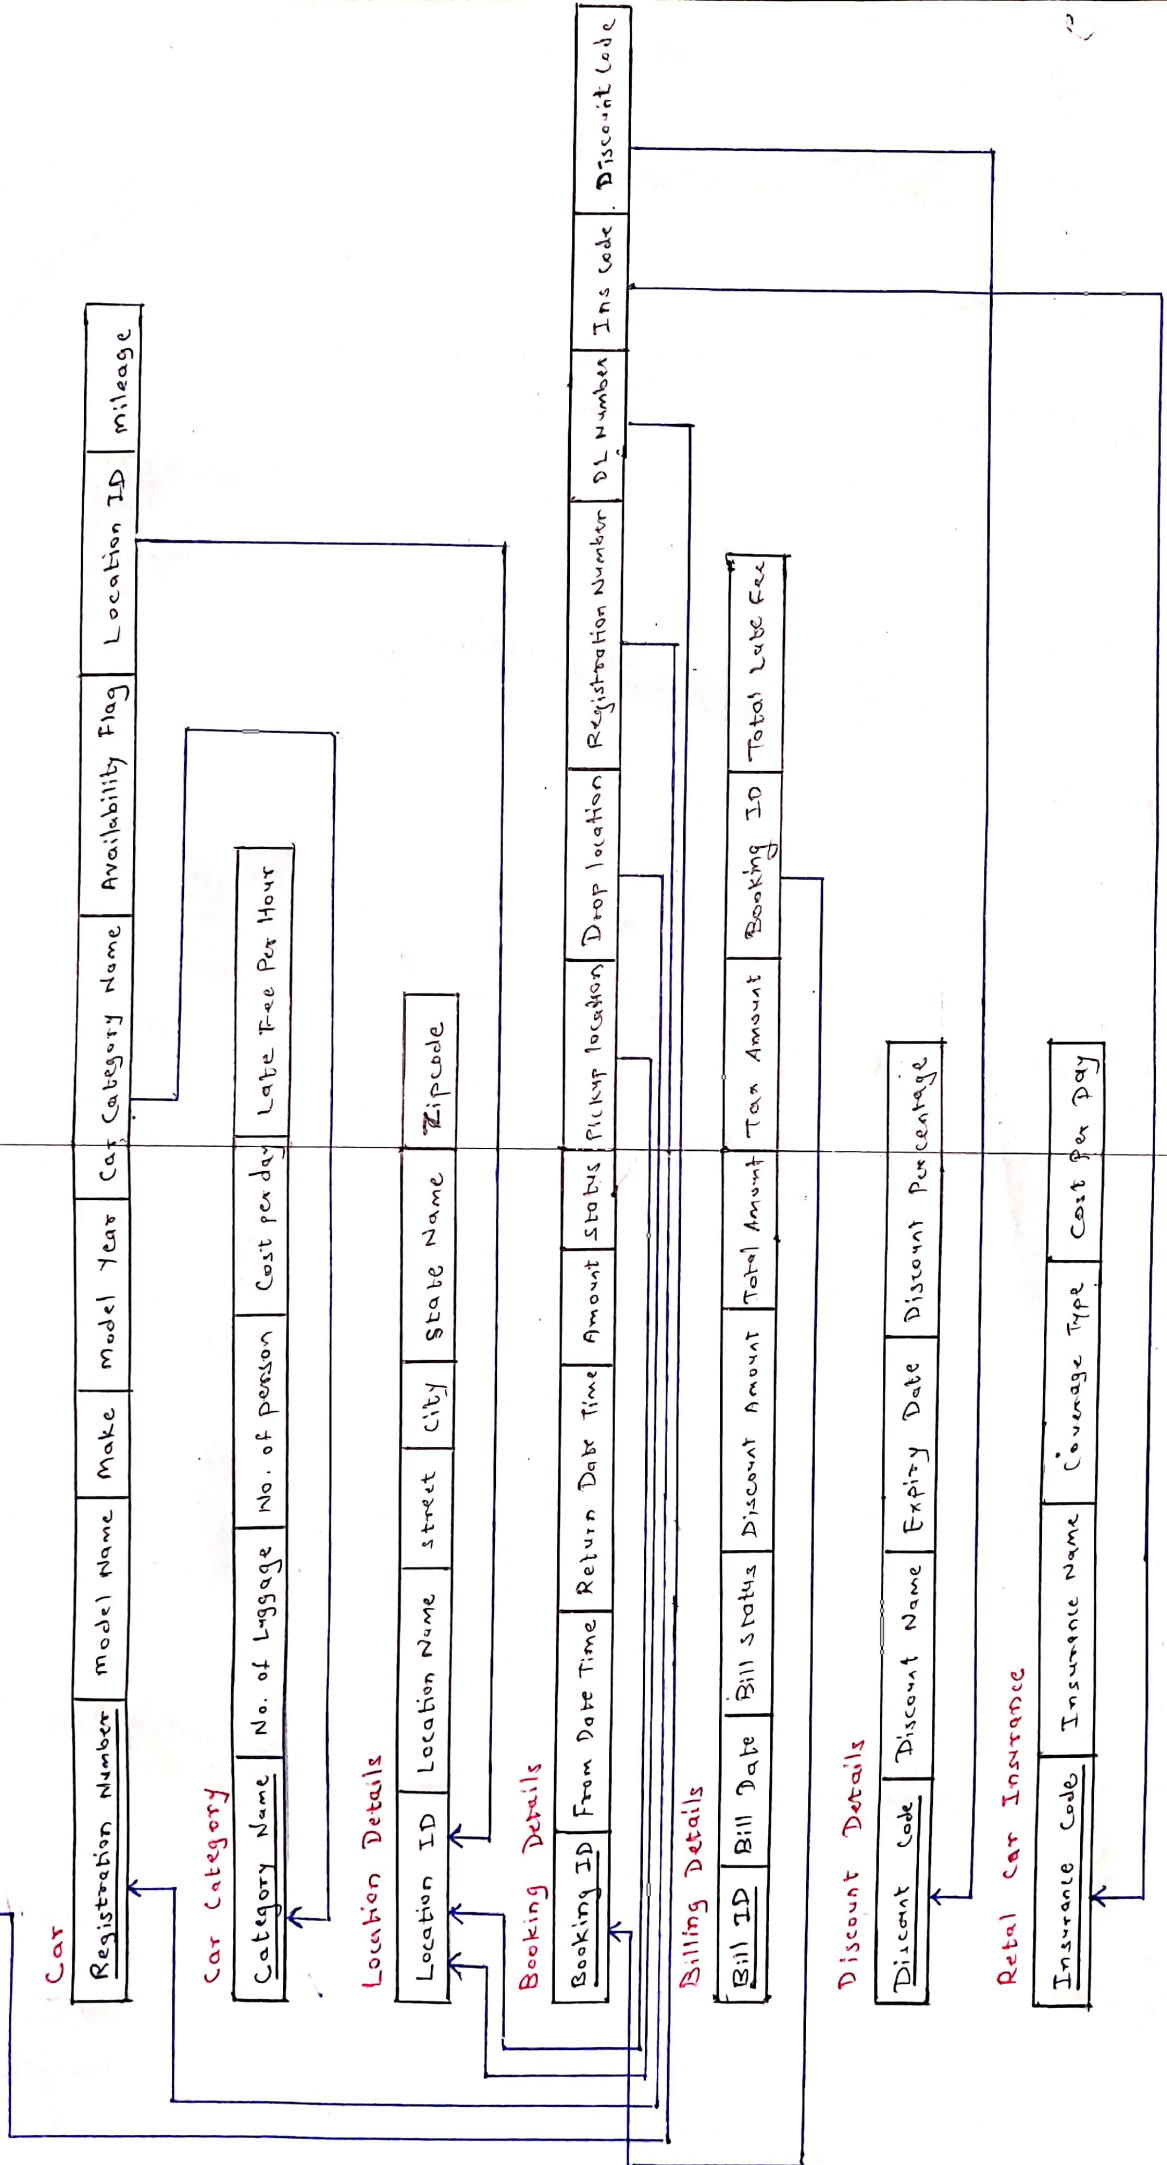 Car
Registration Number Model Name Make Model Year Car Category Name Availability Flag Location ID Mileage
Car Category
Category Name No. of Luggage No. of person Cost per day Late Free Per Hour
Location Details
Location ID Location Name Street City State Name Zipcode
Booking Details
Booking ID From Date Time Return Date Time Amount Status Pickup location Drop location Registration Number DL Number Ins code Discount Code
Billing Details
Bill ID Bill Date Bill Status Discount Amount Total Amount Tax Amount Booking ID Total Late Fee
Discount Details
Discount Code Discount Name Expiry Date Discount Percentage
Retal Car Insurance
Insurance Code Insurance Name Coverage Type Cost Per Day